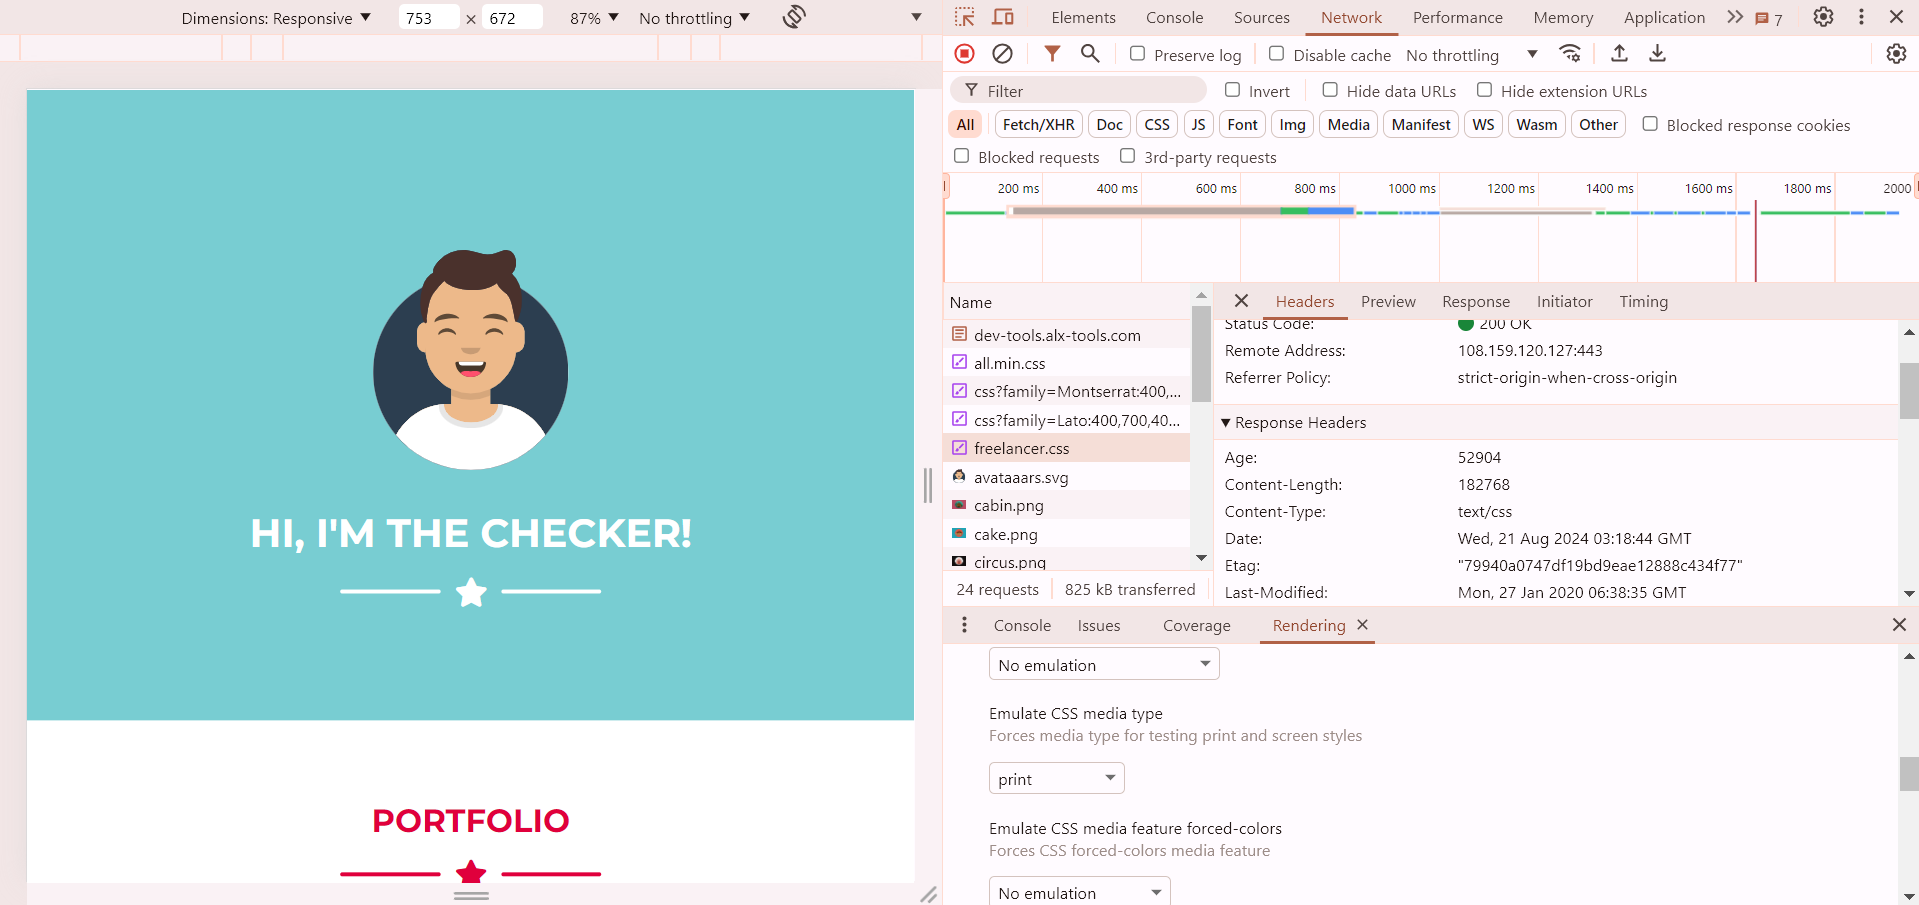 Dimensions: Responsive 753 × 672 87% No throttling
HI, I'M THE CHECKER!
PORTFOLIO
Elements Console Sources Network Performance Memory Application 7
Preserve log Disable cache No throttling
Filter Invert Hide data URLs Hide extension URLs
All Fetch/XHR Doc CSS JS Font Img Media Manifest WS Wasm Other Blocked response cookies
Blocked requests 3rd-party requests
200 ms 400 ms 600 ms 800 ms 1000 ms 1200 ms 1400 ms 1600 ms 1800 ms 2000
Name
dev-tools.alx-tools.com
all.min.css
css?family=Montserrat:400,...
css?family=Lato:400,700,40...
freelancer.css
avataaars.svg
cabin.png
cake.png
circus.png
24 requests 825 kB transferred
Headers Preview Response Initiator Timing
Status Code: 200 OK
Remote Address: 108.159.120.127:443
Referrer Policy: strict-origin-when-cross-origin
Response Headers
Age: 52904
Content-Length: 182768
Content-Type: text/css
Date: Wed, 21 Aug 2024 03:18:44 GMT
Etag: "79940a0747df19bd9eae12888c434f77"
Last-Modified: Mon, 27 Jan 2020 06:38:35 GMT
Console Issues Coverage Rendering
No emulation
Emulate CSS media type
Forces media type for testing print and screen styles
print
Emulate CSS media feature forced-colors
Forces CSS forced-colors media feature
No emulation